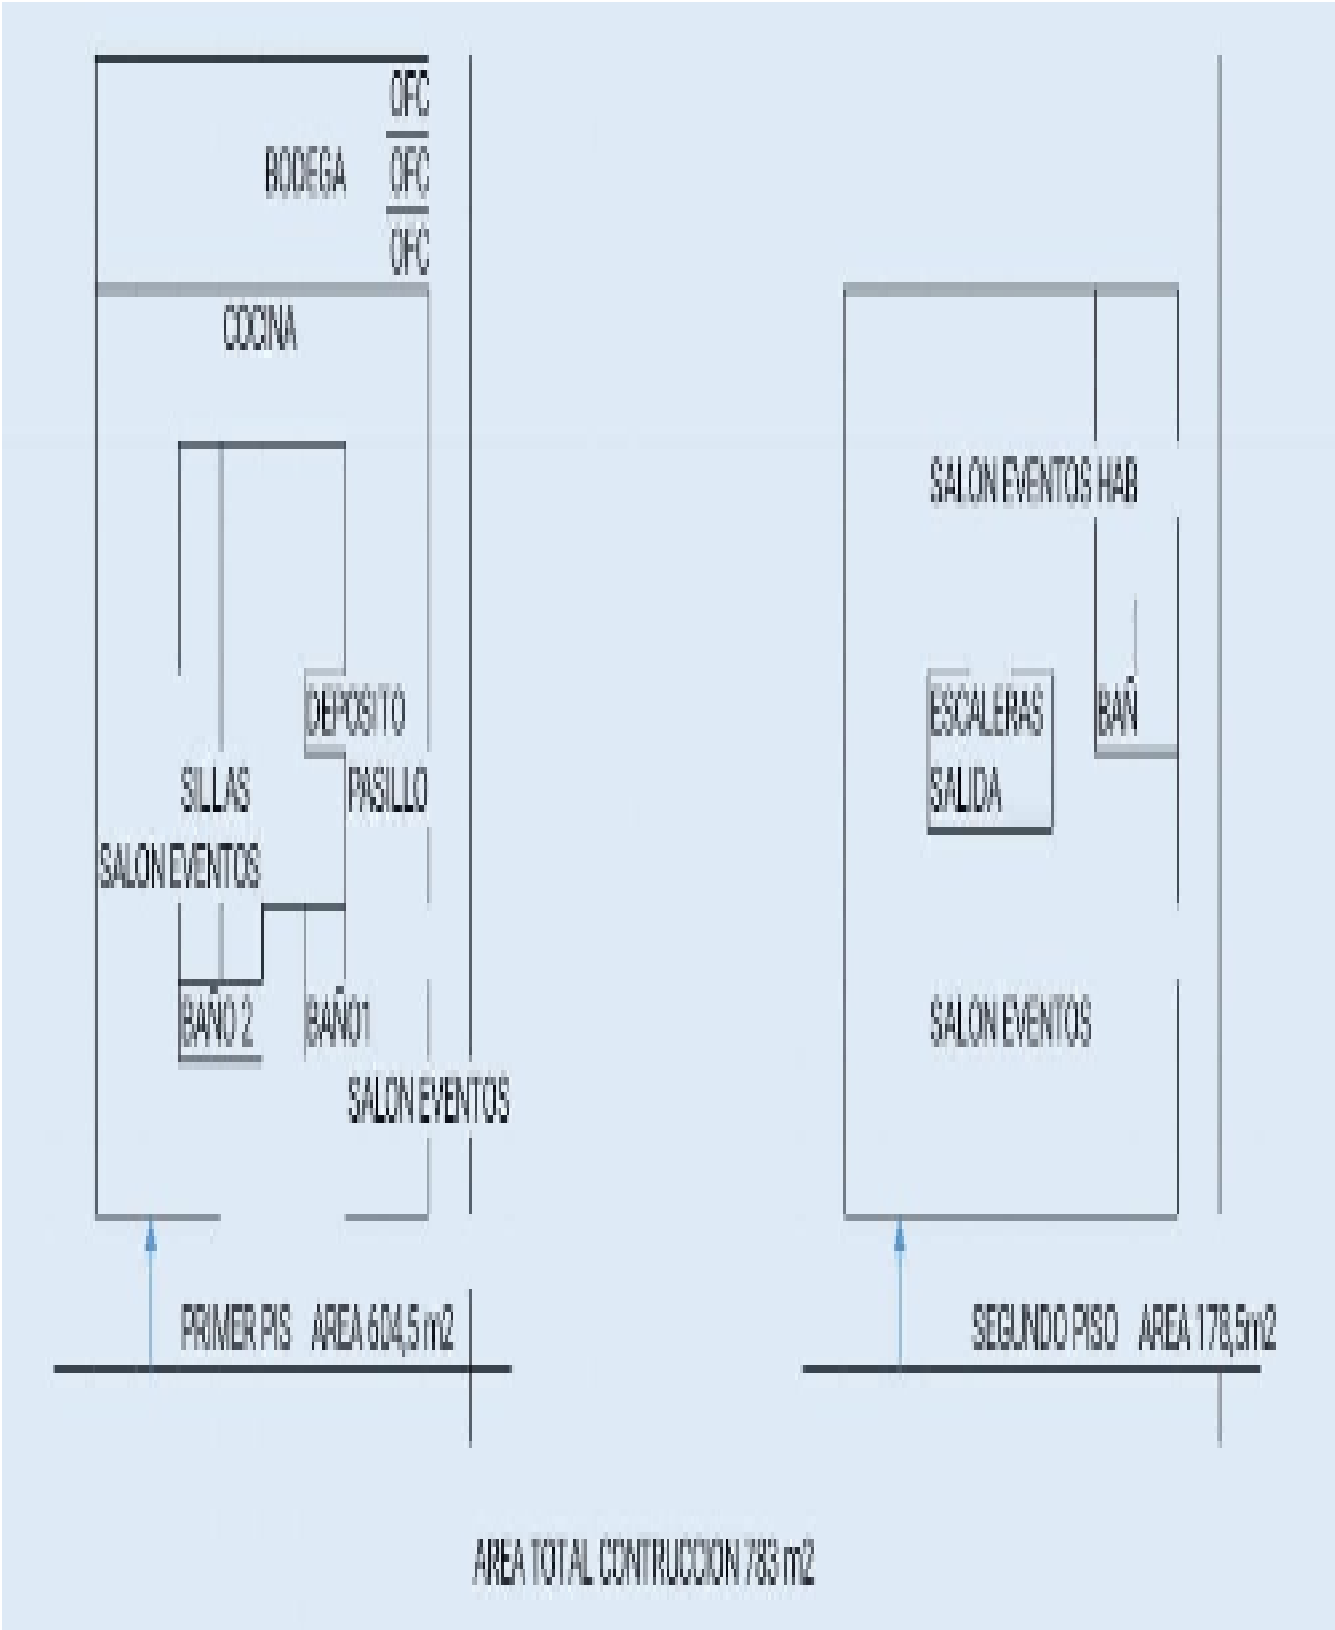 OFC
BODEGA
OFC
OFC
COCINA
DEPOSITO
SILLAS
PASILLO
SALON EVENTOS
BAÑO 2
BAÑO1
SALON EVENTOS
PRIMER PIS
AREA 604,5 m2
SALON EVENTOS
HAB
ESCALERAS
SALIDA
BAÑ
SALON EVENTOS
SEGUNDO PISO
AREA 178,5m2
AREA TOTAL CONTRUCCION 783 m2